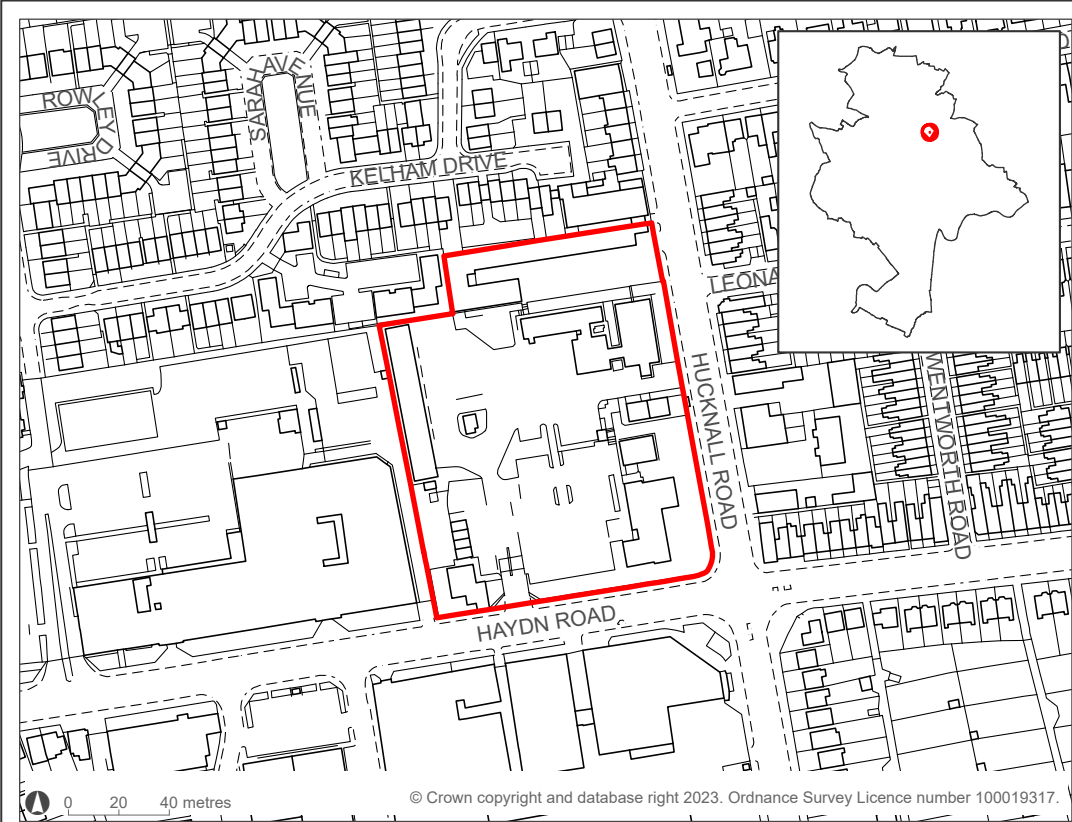 ROWLEY DRIVE
SARAH AVENUE
KELHAM DRIVE
LEONA
HUCKNALL ROAD
WENTWORTH ROAD
HAYDN ROAD
0 20 40 metres
© Crown copyright and database right 2023. Ordnance Survey Licence number 100019317.